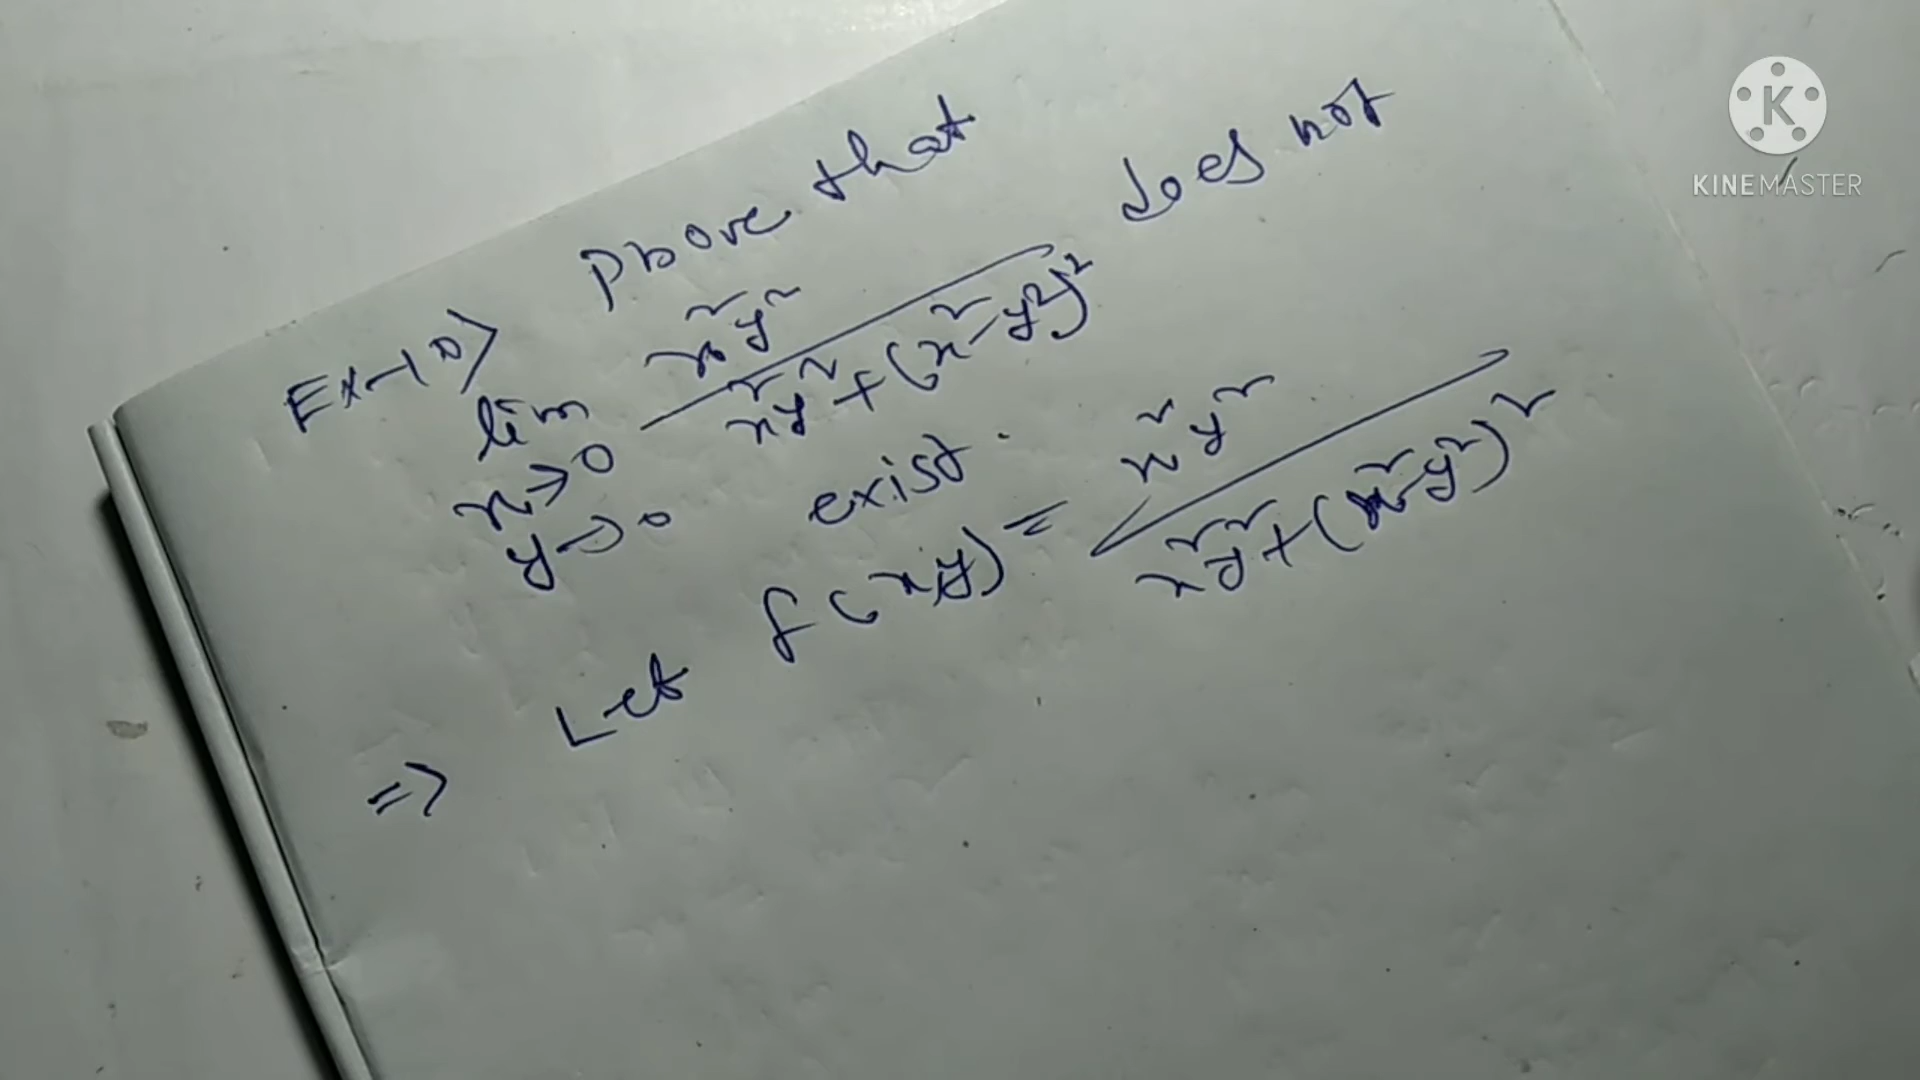 Ex-10> prove that
lim x→0 y→0 x²y² / x²y²+(x²-y²)² does not
exist.
⇒ Let f(x,y) = x²y² / x²y²+(x²-y²)²
K
KINEMASTER